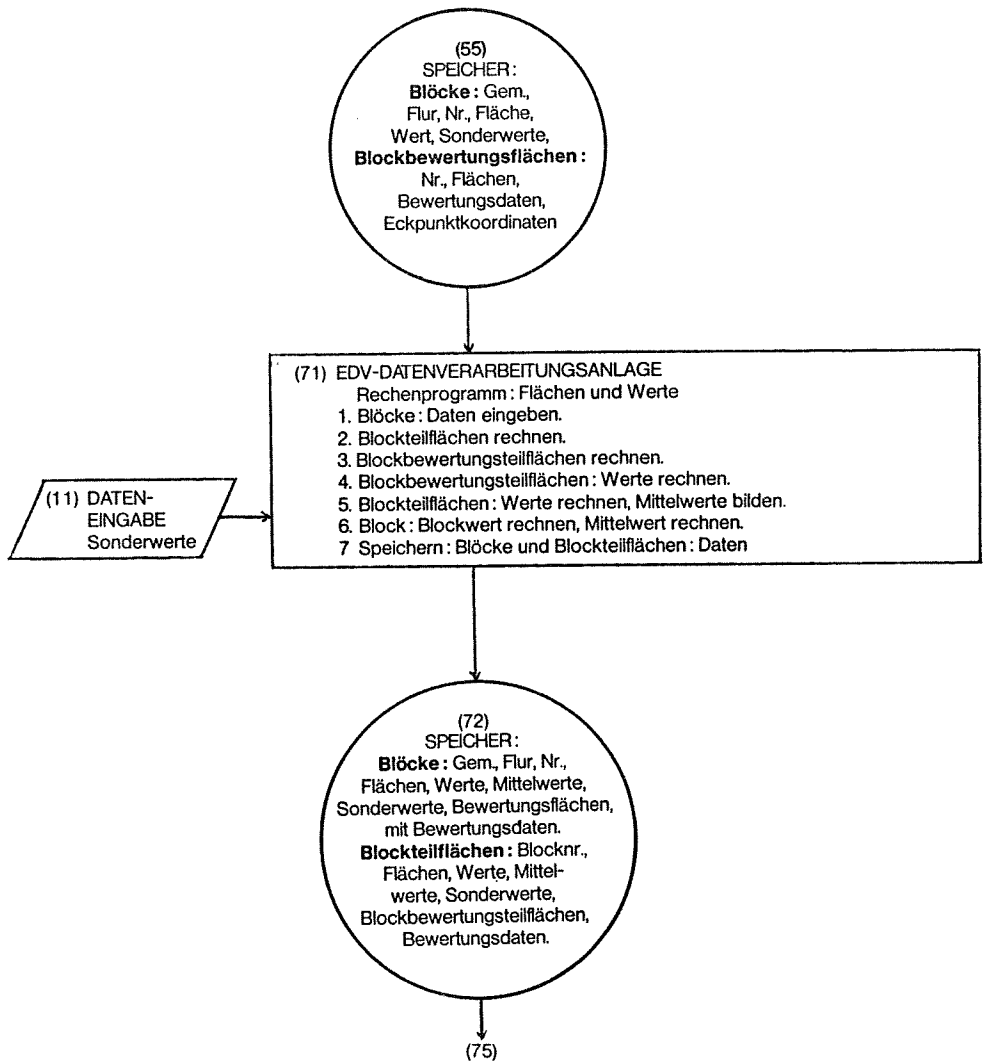 (55)
SPEICHER :
Blöcke : Gem.,
Flur, Nr., Fläche,
Wert, Sonderwerte,
Blockbewertungsflächen :
Nr., Flächen,
Bewertungsdaten,
Eckpunktkoordinaten
(71) EDV-DATENVERARBEITUNGSANLAGE
Rechenprogramm : Flächen und Werte
1. Blöcke : Daten eingeben.
2. Blockteilflächen rechnen.
3. Blockbewertungsteilflächen rechnen.
4. Blockbewertungsteilflächen : Werte rechnen.
5. Blockteilflächen : Werte rechnen, Mittelwerte bilden.
6. Block : Blockwert rechnen, Mittelwert rechnen.
7 Speichern : Blöcke und Blockteilflächen : Daten
(11) DATEN-
EINGABE
Sonderwerte
(72)
SPEICHER :
Blöcke : Gem., Flur, Nr.,
Flächen, Werte, Mittelwerte,
Sonderwerte, Bewertungsflächen,
mit Bewertungsdaten.
Blockteilflächen : Blocknr.,
Flächen, Werte, Mittel-
werte, Sonderwerte,
Blockbewertungsteilflächen,
Bewertungsdaten.
(75)